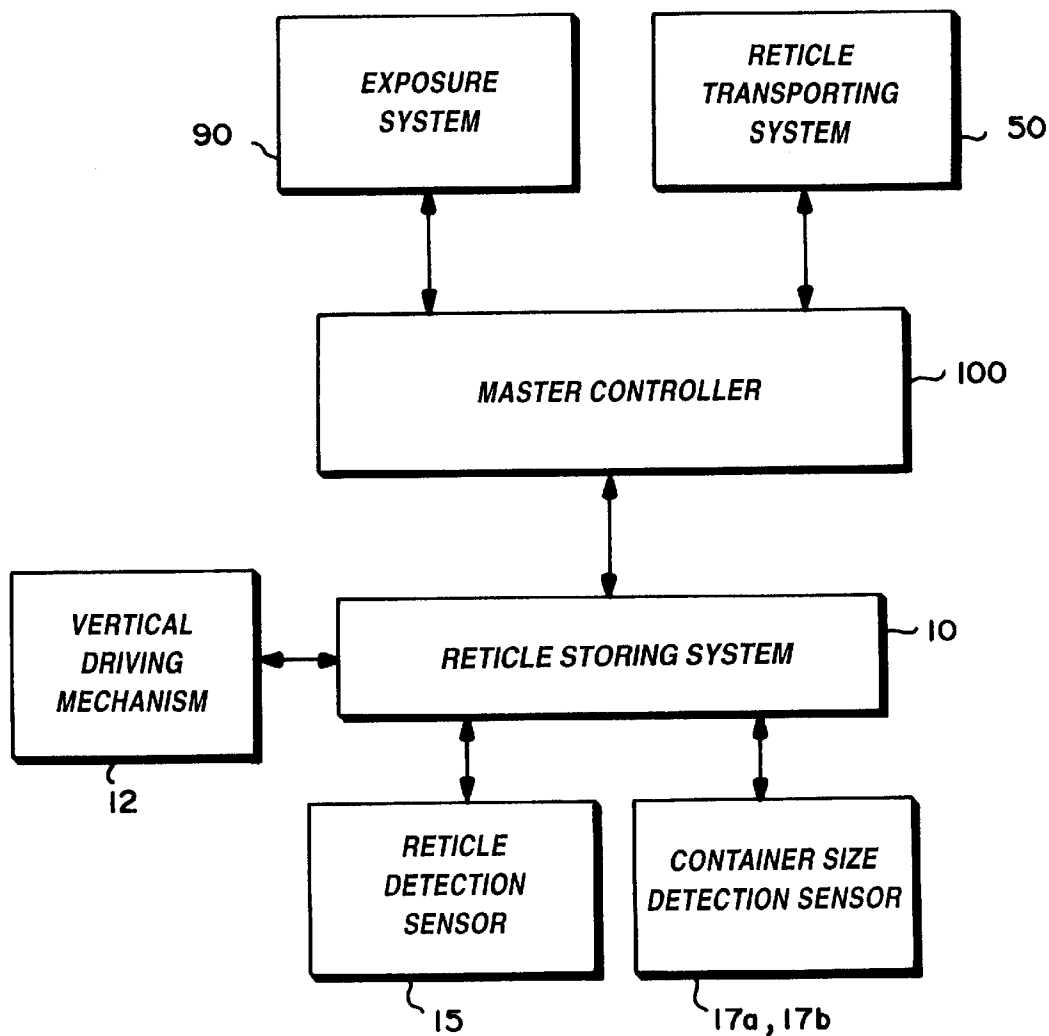 EXPOSURE
SYSTEM
90
RETICLE
TRANSPORTING
SYSTEM
50
MASTER CONTROLLER
100
VERTICAL
DRIVING
MECHANISM
12
RETICLE STORING SYSTEM
10
RETICLE
DETECTION
SENSOR
15
CONTAINER SIZE
DETECTION SENSOR
17a, 17b